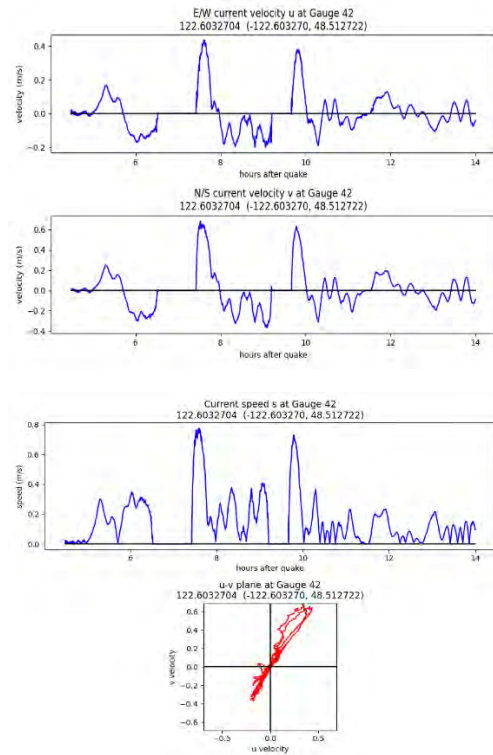 E/W current velocity u at Gauge 42
122.6032704 (-122.603270, 48.512722)
0.4
0.2
0.0
−0.2
velocity (m/s)
6 8 10 12 14
hours after quake
N/S current velocity v at Gauge 42
122.6032704 (-122.603270, 48.512722)
0.6
0.4
0.2
0.0
−0.2
−0.4
velocity (m/s)
6 8 10 12 14
hours after quake
Current speed s at Gauge 42
122.6032704 (-122.603270, 48.512722)
0.8
0.6
0.4
0.2
0.0
speed (m/s)
6 8 10 12 14
hours after quake
u-v plane at Gauge 42
122.6032704 (-122.603270, 48.512722)
0.6
0.4
0.2
0.0
−0.2
−0.4
−0.6
v velocity
−0.5 0.0 0.5
u velocity